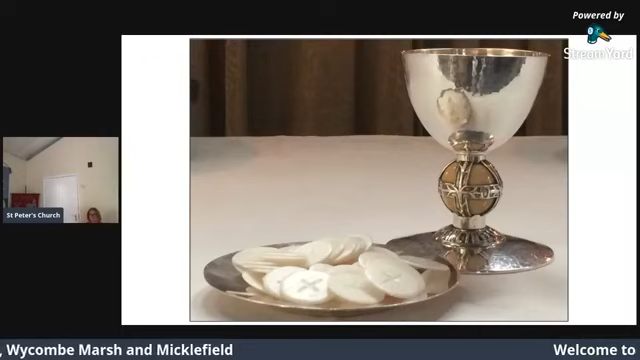 Powered by
StreamYard
St Peter's Church
, Wycombe Marsh and Micklefield
Welcome to